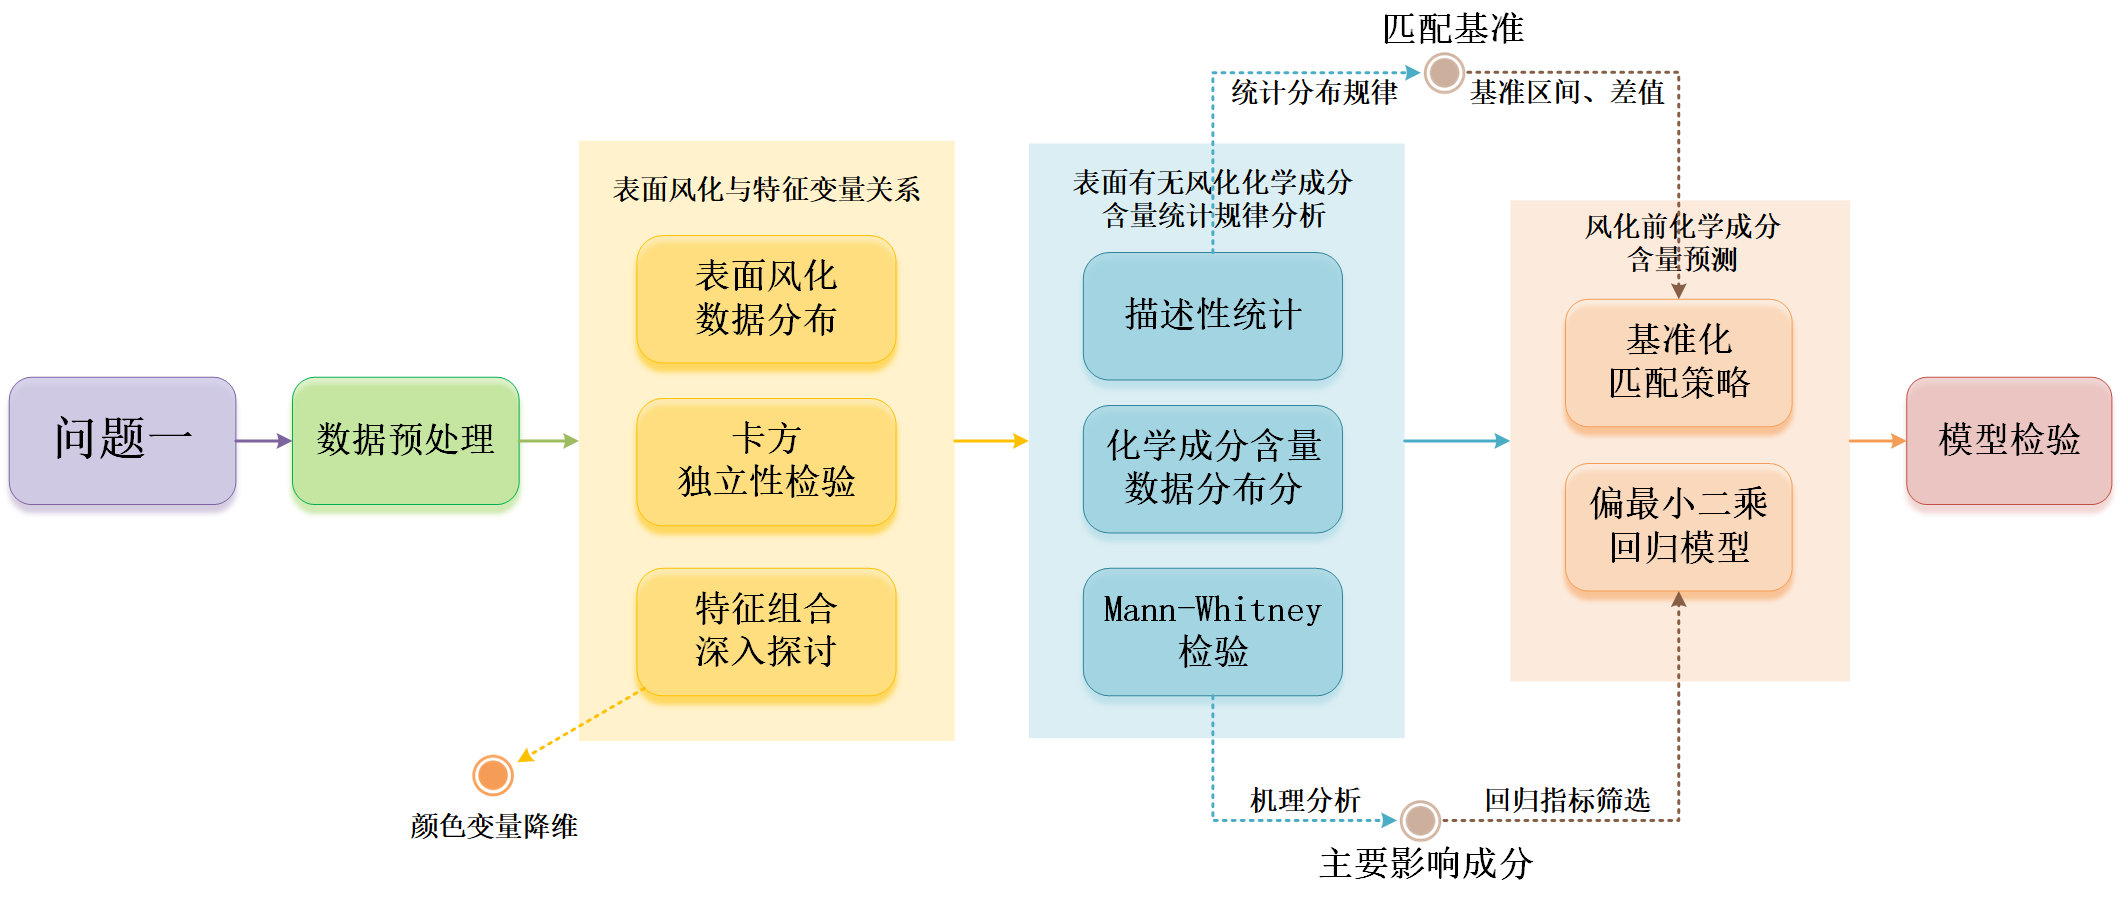 匹配基准
统计分布规律
基准区间、差值
表面风化与特征变量关系
表面有无风化化学成分
含量统计规律分析
风化前化学成分
含量预测
表面风化
数据分布
描述性统计
基准化
匹配策略
问题一
数据预处理
卡方
独立性检验
化学成分含量
数据分布分
模型检验
偏最小二乘
回归模型
特征组合
深入探讨
Mann-Whitney
检验
颜色变量降维
机理分析
回归指标筛选
主要影响成分